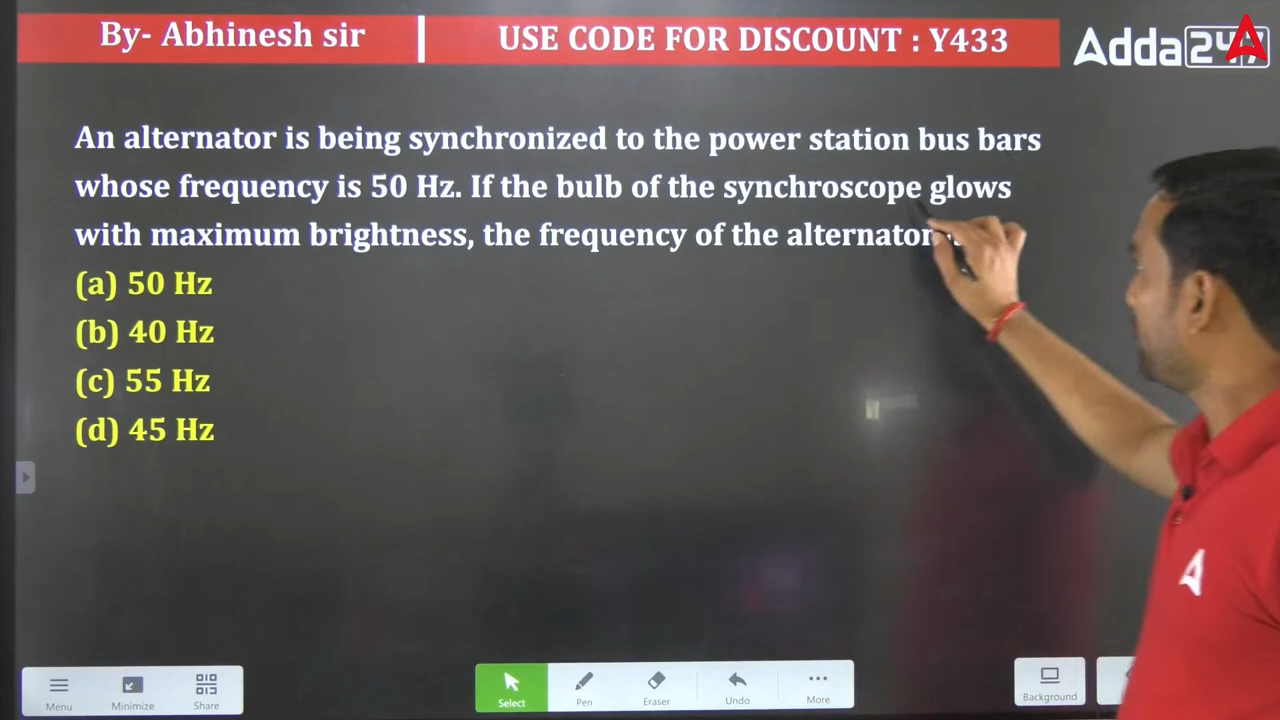 By- Abhinesh sir
USE CODE FOR DISCOUNT : Y433
Adda247
An alternator is being synchronized to the power station bus bars
whose frequency is 50 Hz. If the bulb of the synchroscope glows
with maximum brightness, the frequency of the alternator
(a) 50 Hz
(b) 40 Hz
(c) 55 Hz
(d) 45 Hz
Menu
Minimize
Share
Select
Pen
Eraser
Undo
More
Background